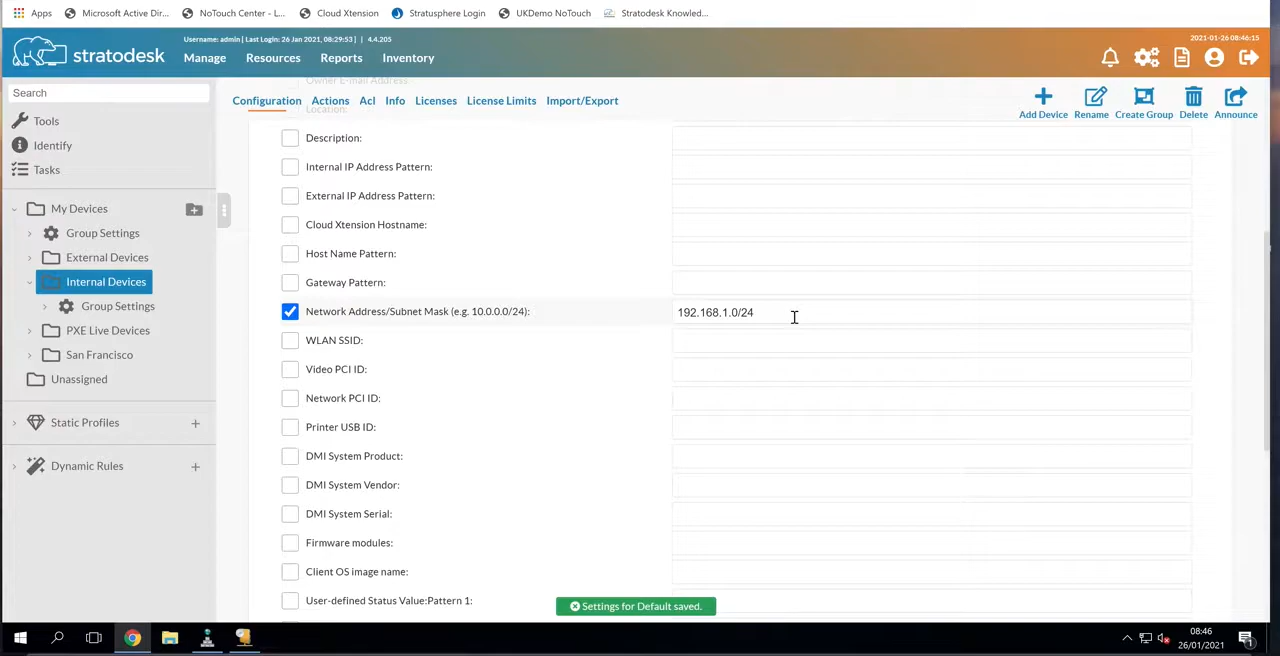 Apps Microsoft Active Dir... NoTouch Center - L... Cloud Xtension Stratusphere Login UKDemo NoTouch Stratodesk Knowled...
stratodesk
Username: admin | Last Login: 26 Jan 2021, 08:29:53 | | 4.4.205
2021-01-26 08:46:15
Manage Resources Reports Inventory
Search
Tools
Identify
Tasks
My Devices
Group Settings
External Devices
Internal Devices
Group Settings
PXE Live Devices
San Francisco
Unassigned
Static Profiles +
Dynamic Rules +
Owner E-mail Address
Configuration Actions Acl Info Licenses License Limits Import/Export
Add Device Rename Create Group Delete Announce
Location:
Description:
Internal IP Address Pattern:
External IP Address Pattern:
Cloud Xtension Hostname:
Host Name Pattern:
Gateway Pattern:
Network Address/Subnet Mask (e.g. 10.0.0.0/24): 192.168.1.0/24
WLAN SSID:
Video PCI ID:
Network PCI ID:
Printer USB ID:
DMI System Product:
DMI System Vendor:
DMI System Serial:
Firmware modules:
Client OS image name:
User-defined Status Value:Pattern 1:
Settings for Default saved.
08:46
26/01/2021
1